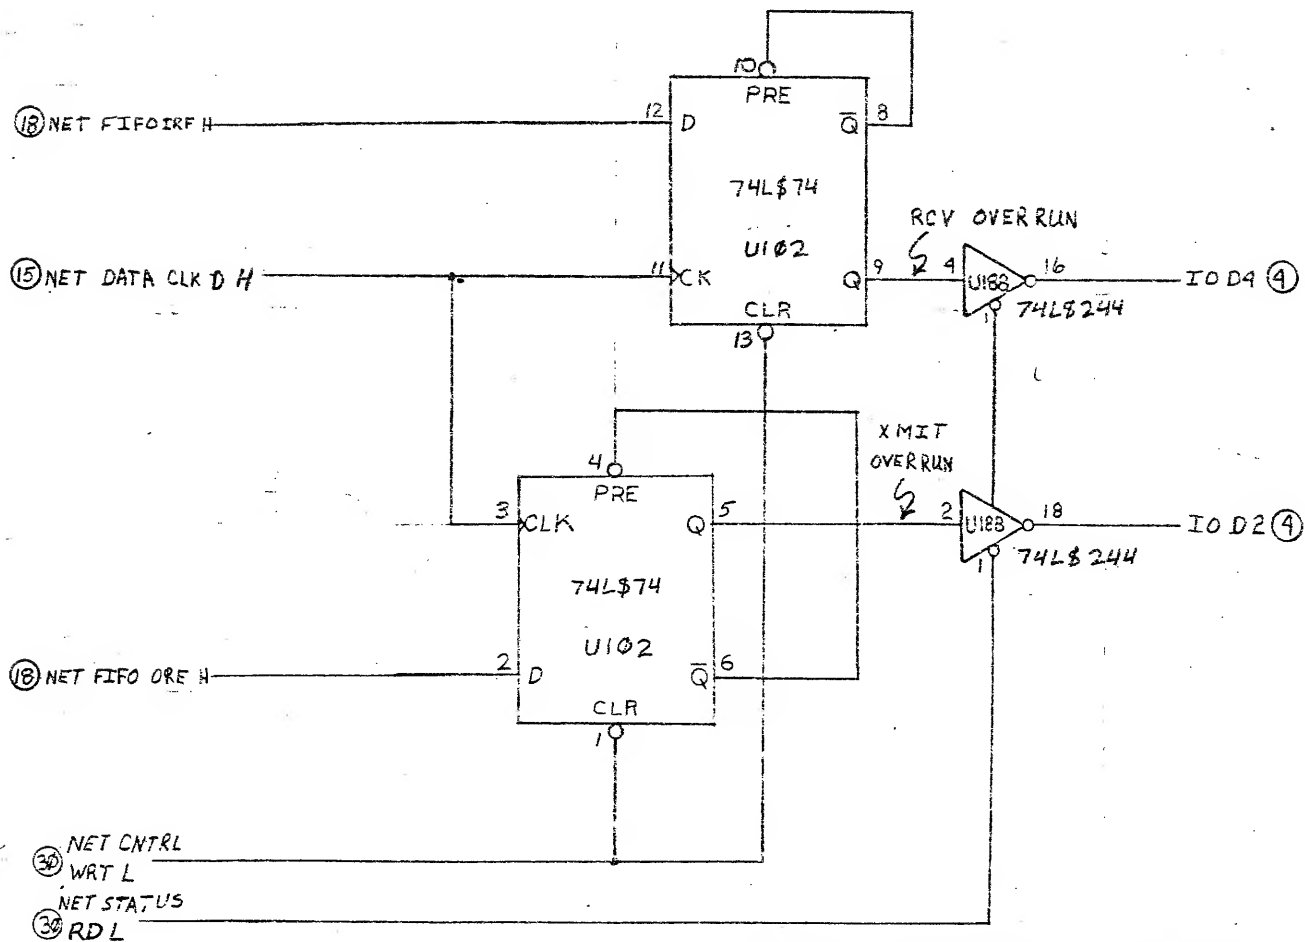 10
PRE
18 NET FIFO IRF H
12
D
Q̅
8
74LS74
U102
RCV OVERRUN
15 NET DATA CLK D H
11
CK
Q
9
4
U188
16
IO D4 4
1
74LS244
CLR
13
XMIT
OVERRUN
4
PRE
3
CLK
Q
5
2
U188
18
IO D2 4
1
74LS244
74LS74
U102
18 NET FIFO ORE H
2
D
Q̅
6
CLR
1
NET CNTRL
30
WRT L
NET STATUS
30
RD L